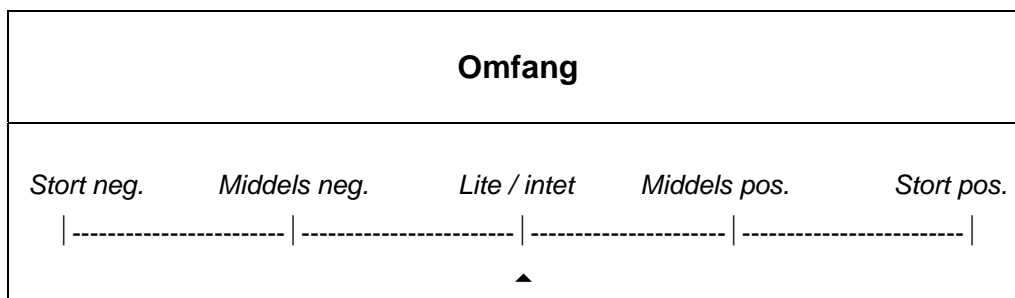 Omfang
Stort neg. Middels neg. Lite / intet Middels pos. Stort pos.
|------------------------|------------------------|----------------------|-------------------------|